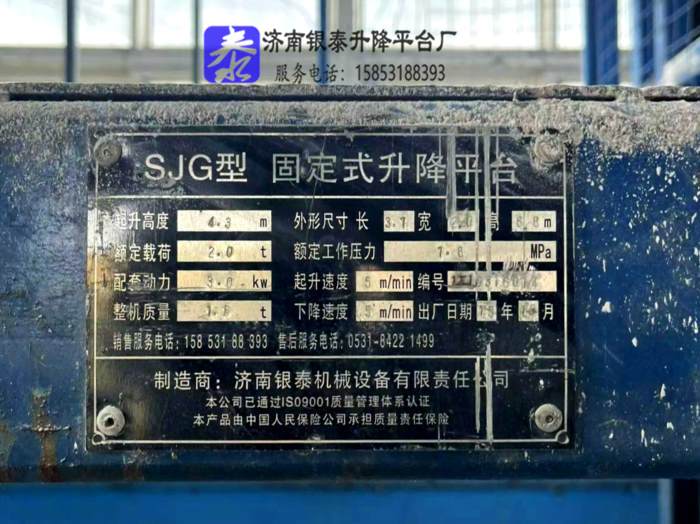 泰
济南银泰升降平台厂
服务电话：15853188393
SJG型 固定式升降平台
起升高度 4.3 m 外形尺寸 长 3.1 宽 高 m
额定载荷 2.0 t 额定工作压力 MPa
配套动力 3.0 kw 起升速度 5 m/min 编号
整机质量 t 下降速度 5 m/min 出厂日期 年 月
销售服务电话：158 531 88 393 售后服务电话：0531-8422 1499
制造商：济南银泰机械设备有限责任公司
本公司已通过ISO9001质量管理体系认证
本产品由中国人民保险公司承担质量责任保险